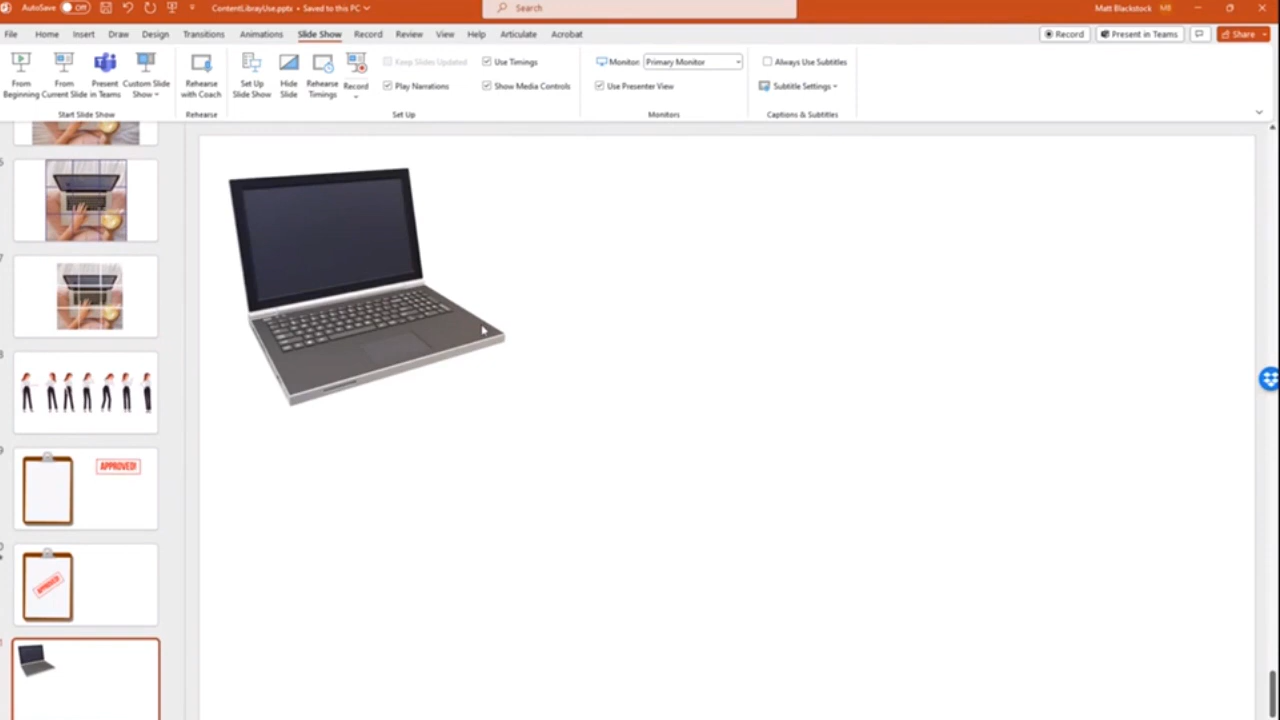 AutoSave Off ContentLibrayUse.pptx • Saved to this PC Search Matt Blackstock MB
File Home Insert Draw Design Transitions Animations Slide Show Record Review View Help Articulate Acrobat Record Present in Teams Share
From Beginning
From Current Slide
Present in Teams
Custom Slide Show
Start Slide Show
Rehearse with Coach
Rehearse
Set Up Slide Show
Hide Slide
Rehearse Timings
Record
Keep Slides Updated
Play Narrations
Use Timings
Show Media Controls
Set Up
Monitor: Primary Monitor
Use Presenter View
Monitors
Always Use Subtitles
Subtitle Settings
Captions & Subtitles
APPROVED!
APPROVED!